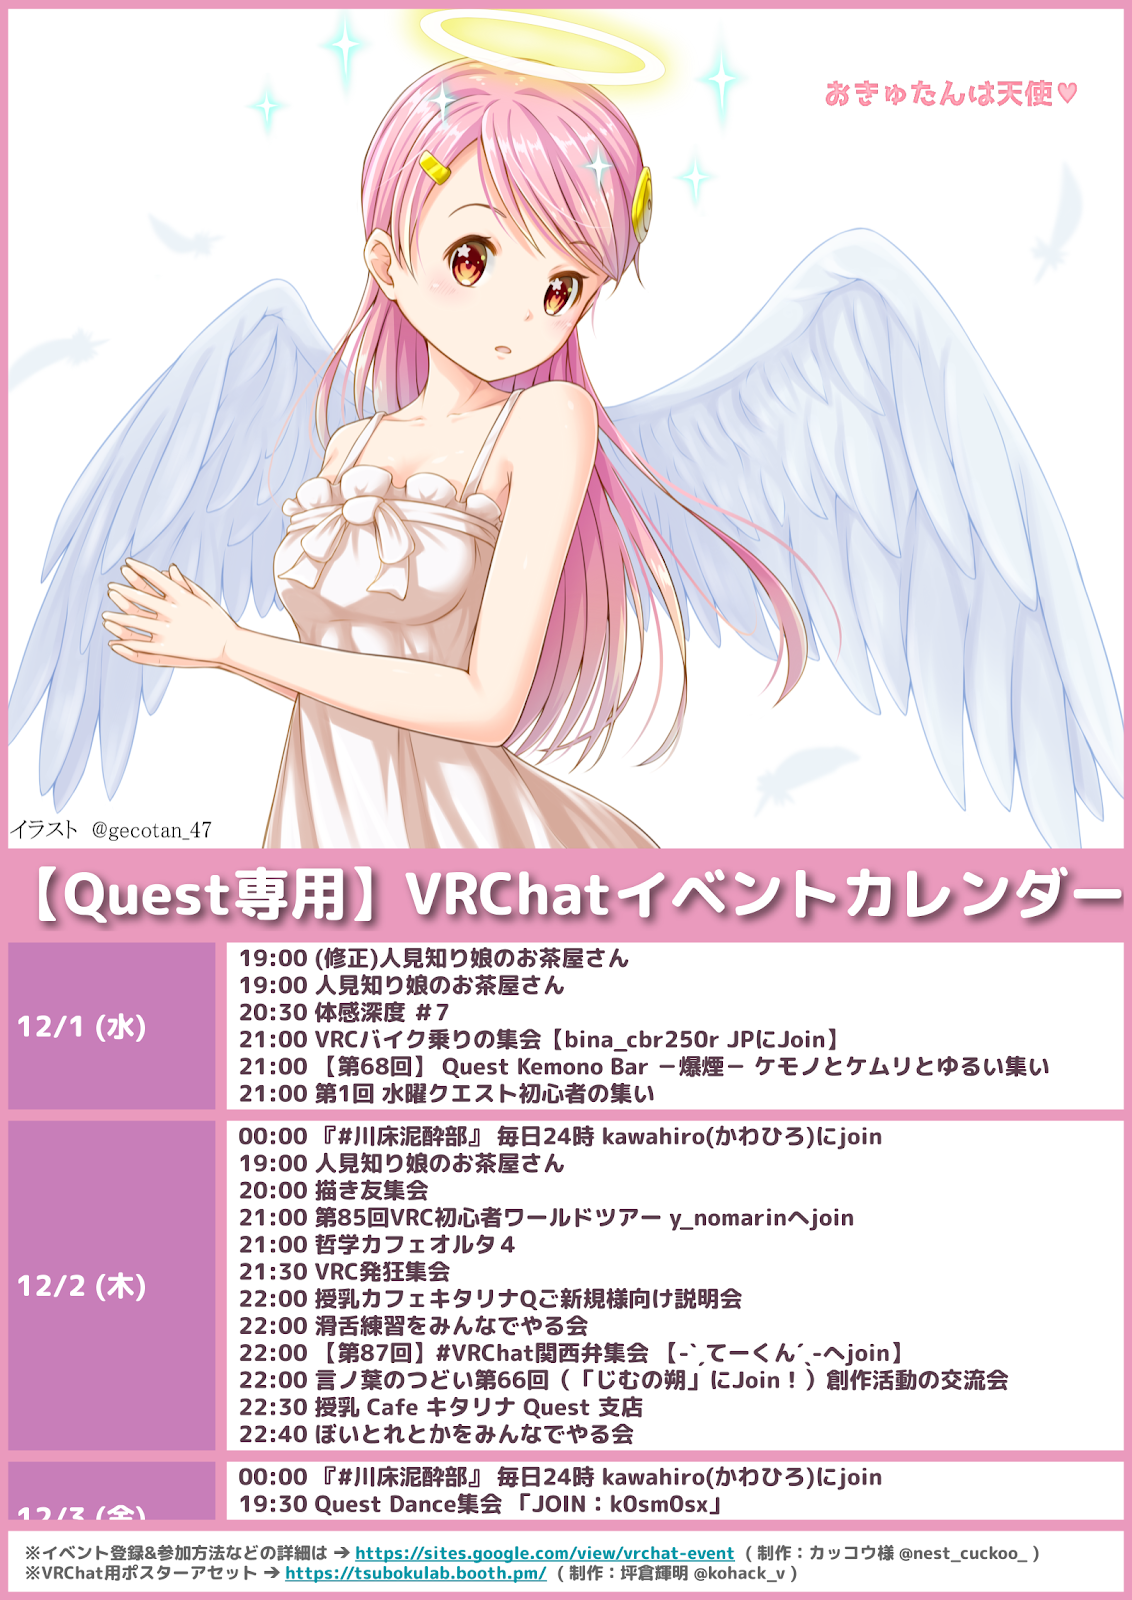 おきゅたんは天使♥
イラスト @gecotan_47
【Quest専用】VRChatイベントカレンダー
12/1 (水)
19:00 (修正)人見知り娘のお茶屋さん
19:00 人見知り娘のお茶屋さん
20:30 体感深度 ＃7
21:00 VRCバイク乗りの集会【bina_cbr250r JPにJoin】
21:00 【第68回】 Quest Kemono Bar －爆煙－ ケモノとケムリとゆるい集い
21:00 第1回 水曜クエスト初心者の集い
12/2 (木)
00:00 『#川床泥酔部』 毎日24時 kawahiro(かわひろ)にjoin
19:00 人見知り娘のお茶屋さん
20:00 描き友集会
21:00 第85回VRC初心者ワールドツアー y_nomarinへjoin
21:00 哲学カフェオルタ４
21:30 VRC発狂集会
22:00 授乳カフェキタリナQご新規様向け説明会
22:00 滑舌練習をみんなでやる会
22:00 【第87回】#VRChat関西弁集会 【-ˋˏてーくんˊˎ-へjoin】
22:00 言ノ葉のつどい第66回（「じむの朔」にJoin！）創作活動の交流会
22:30 授乳 Cafe キタリナ Quest 支店
22:40 ぼいとれとかをみんなでやる会
12/3 (金)
00:00 『#川床泥酔部』 毎日24時 kawahiro(かわひろ)にjoin
19:30 Quest Dance集会 「JOIN：k0sm0sx」
※イベント登録&参加方法などの詳細は ➔ https://sites.google.com/view/vrchat-event ( 制作：カッコウ様 @nest_cuckoo_ )
※VRChat用ポスターアセット ➔ https://tsubokulab.booth.pm/ ( 制作：坪倉輝明 @kohack_v )